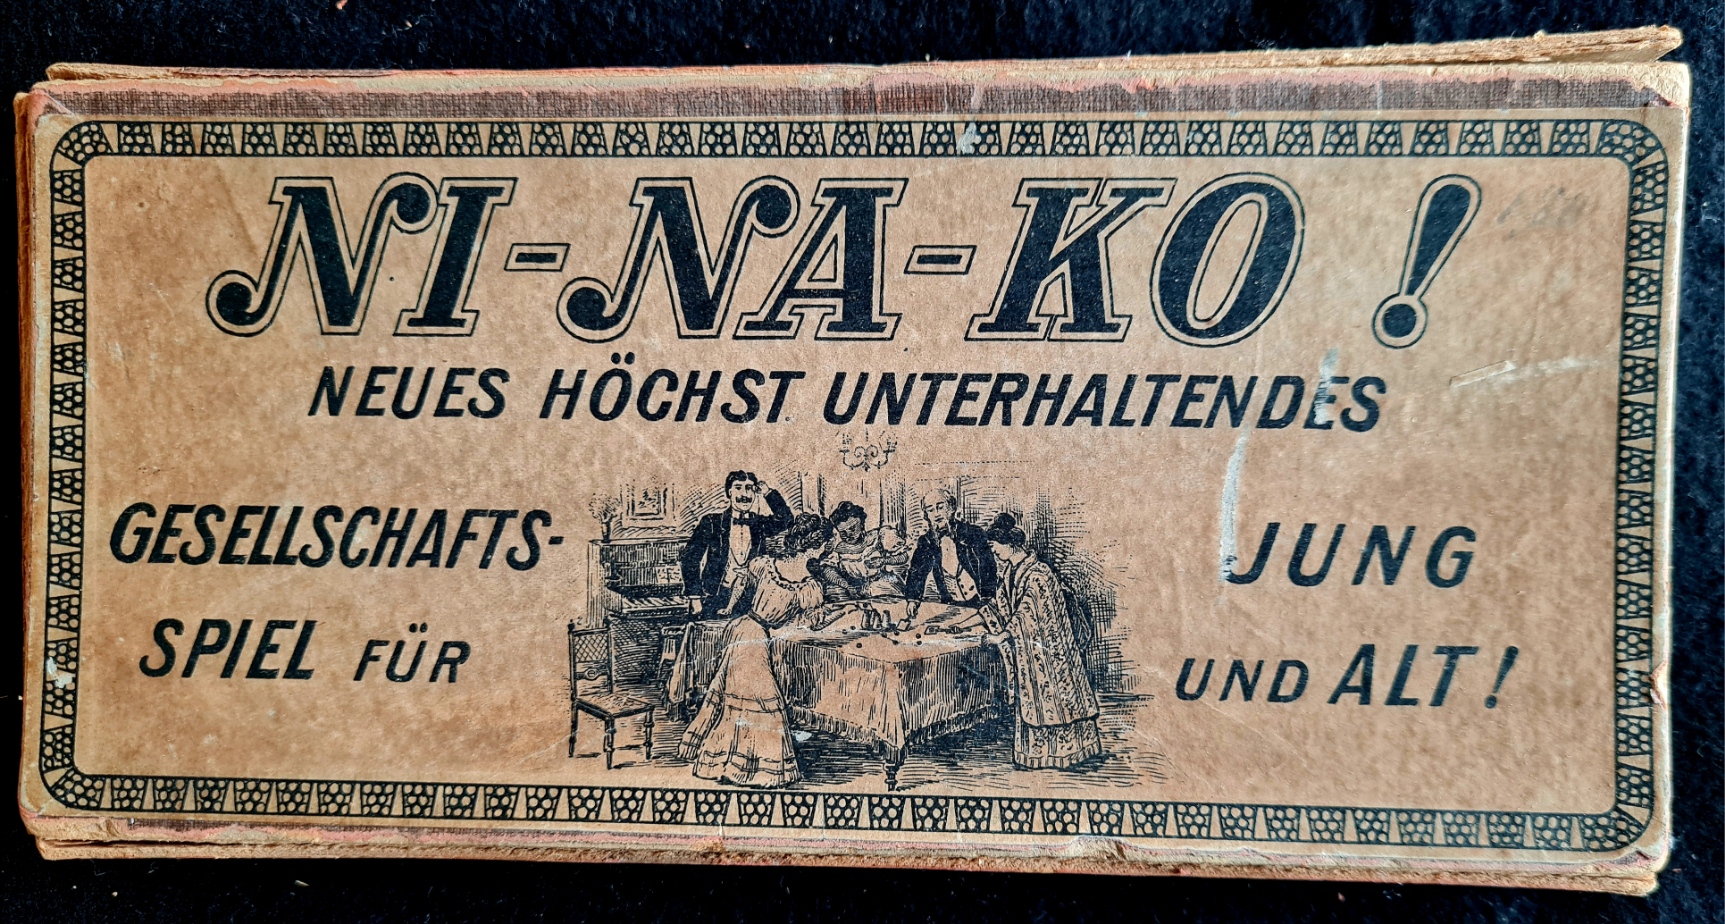 NI-NA-KO!
NEUES HÖCHST UNTERHALTENDES
GESELLSCHAFTS-
SPIEL FÜR
JUNG
UND ALT!